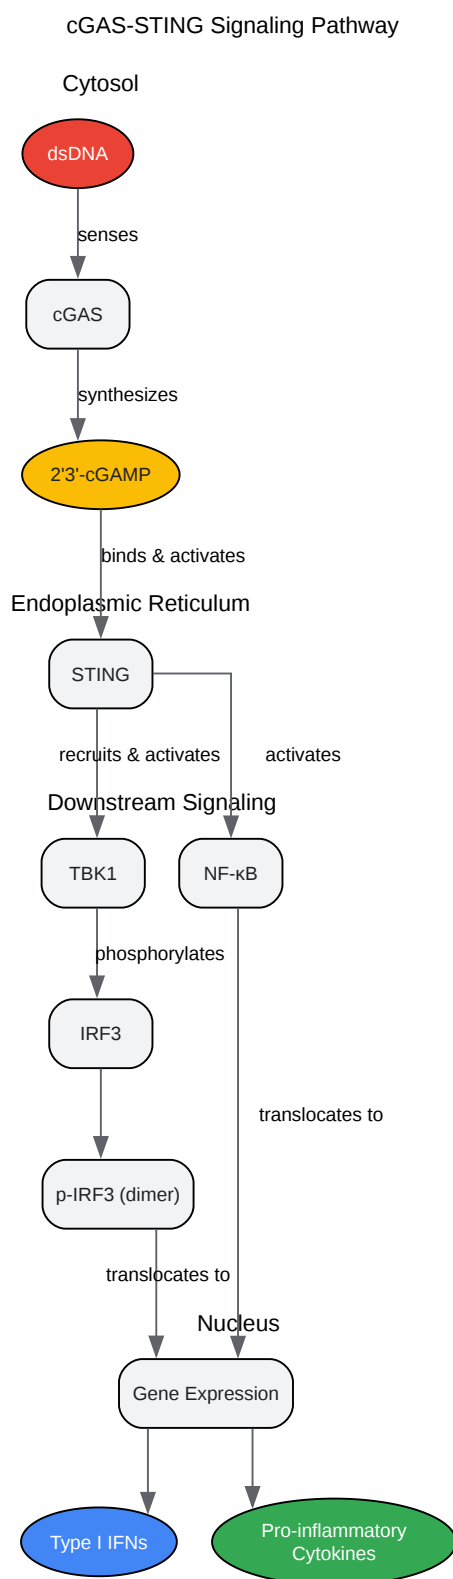 cGAS-STING Signaling Pathway
Cytosol
dsDNA
senses
cGAS
synthesizes
2'3'-cGAMP
binds & activates
Endoplasmic Reticulum
STING
recruits & activates
activates
Downstream Signaling
TBK1
NF-κB
phosphorylates
IRF3
translocates to
p-IRF3 (dimer)
translocates to
Nucleus
Gene Expression
Type I IFNs
Pro-inflammatory
Cytokines